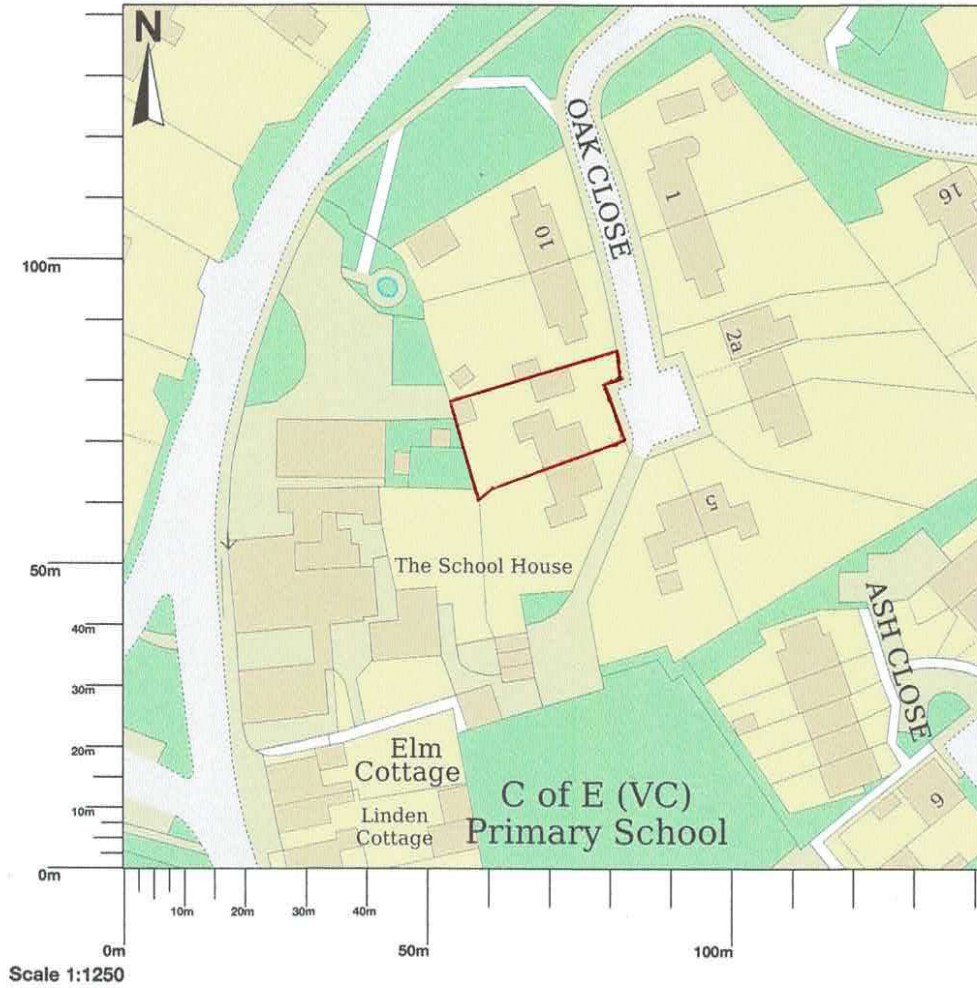 N
OAK CLOSE
10
1
16
2a
5
The School House
ASH CLOSE
Elm
Cottage
Linden
Cottage
C of E (VC)
Primary School
9
100m
50m
40m
30m
20m
10m
0m
10m
20m
30m
40m
0m
50m
100m
Scale 1:1250